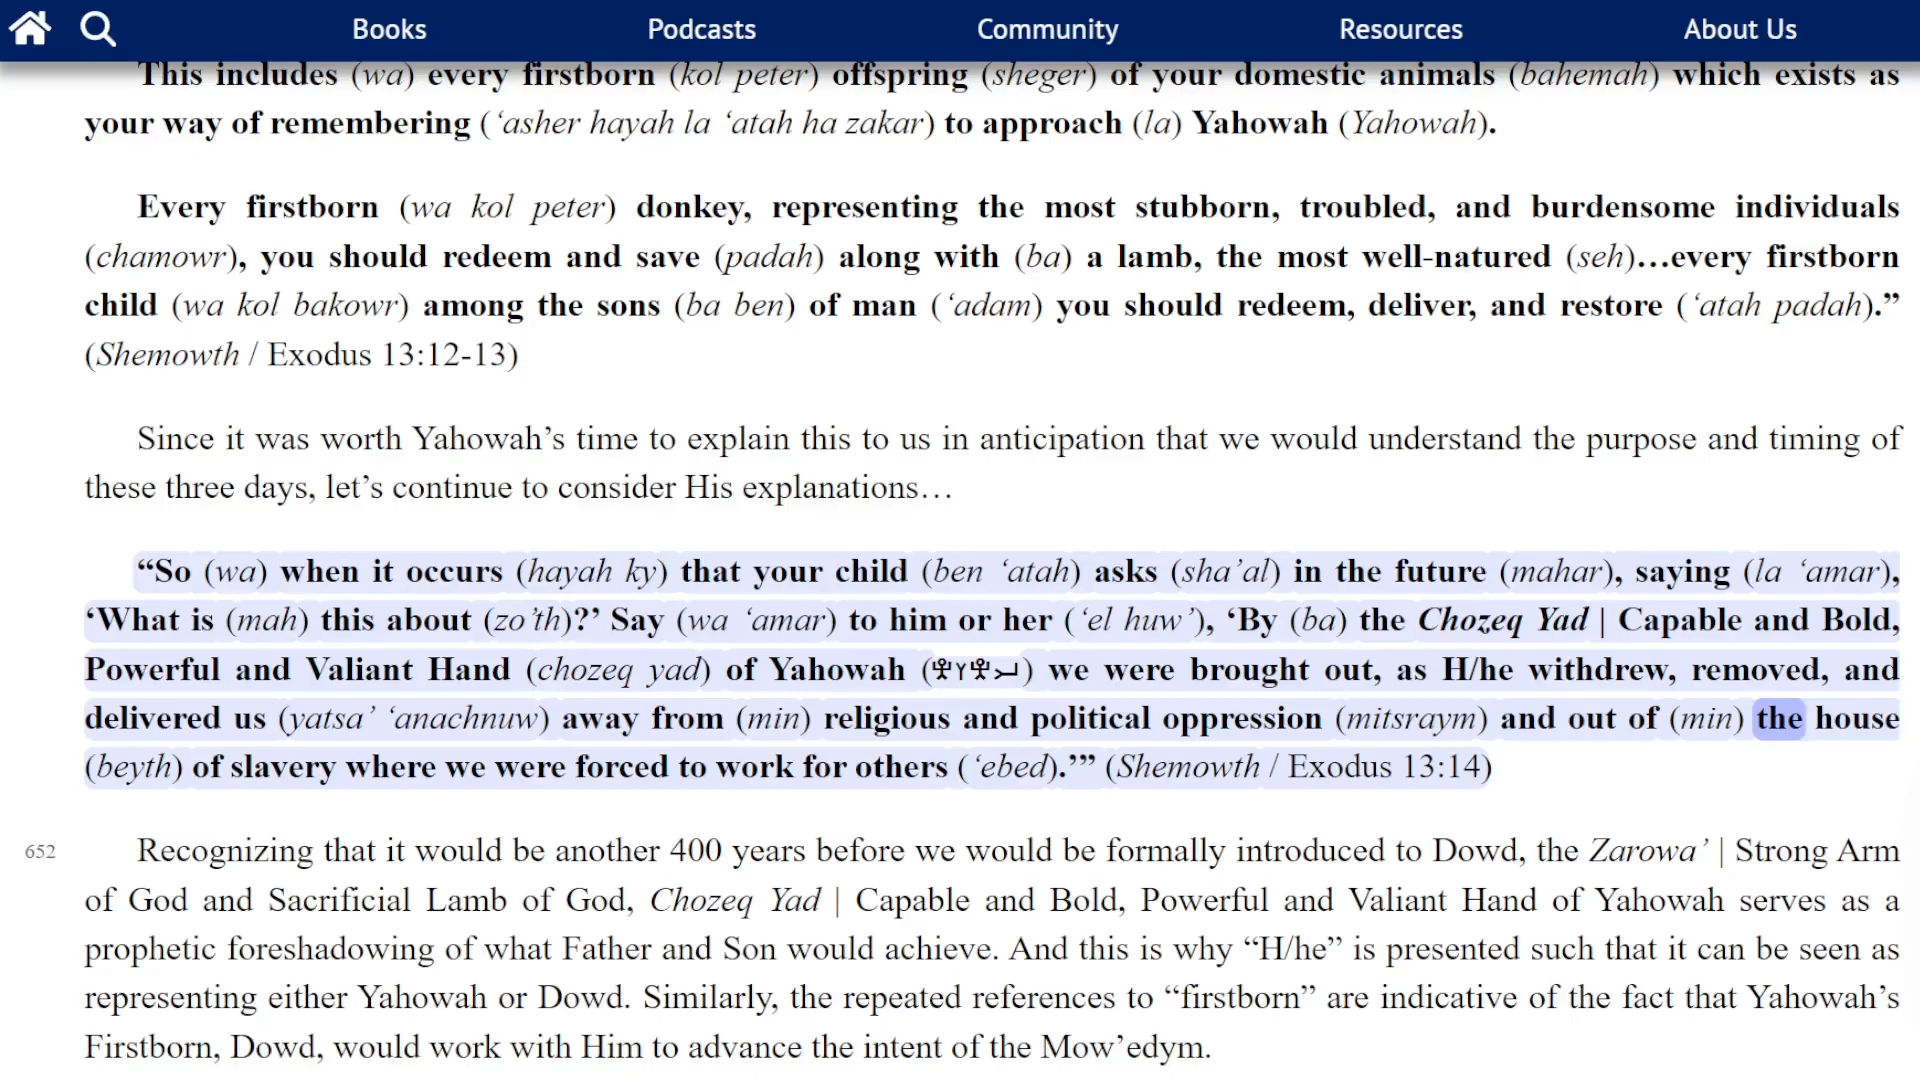 Books Podcasts Community Resources About Us
This includes (wa) every firstborn (kol peter) offspring (sheger) of your domestic animals (bahemah) which exists as
your way of remembering (‘asher hayah la ‘atah ha zakar) to approach (la) Yahowah (Yahowah).
Every firstborn (wa kol peter) donkey, representing the most stubborn, troubled, and burdensome individuals
(chamowr), you should redeem and save (padah) along with (ba) a lamb, the most well-natured (seh)…every firstborn
child (wa kol bakowr) among the sons (ba ben) of man (‘adam) you should redeem, deliver, and restore (‘atah padah).”
(Shemowth / Exodus 13:12-13)
Since it was worth Yahowah’s time to explain this to us in anticipation that we would understand the purpose and timing of
these three days, let’s continue to consider His explanations…
“So (wa) when it occurs (hayah ky) that your child (ben ‘atah) asks (sha’al) in the future (mahar), saying (la ‘amar),
‘What is (mah) this about (zo’th)?’ Say (wa ‘amar) to him or her (‘el huw’), ‘By (ba) the Chozeq Yad | Capable and Bold,
Powerful and Valiant Hand (chozeq yad) of Yahowah () we were brought out, as H/he withdrew, removed, and
delivered us (yatsa’ ‘anachnuw) away from (min) religious and political oppression (mitsraym) and out of (min) the house
(beyth) of slavery where we were forced to work for others (‘ebed).’” (Shemowth / Exodus 13:14)
652 Recognizing that it would be another 400 years before we would be formally introduced to Dowd, the Zarowa’ | Strong Arm
of God and Sacrificial Lamb of God, Chozeq Yad | Capable and Bold, Powerful and Valiant Hand of Yahowah serves as a
prophetic foreshadowing of what Father and Son would achieve. And this is why “H/he” is presented such that it can be seen as
representing either Yahowah or Dowd. Similarly, the repeated references to “firstborn” are indicative of the fact that Yahowah’s
Firstborn, Dowd, would work with Him to advance the intent of the Mow’edym.